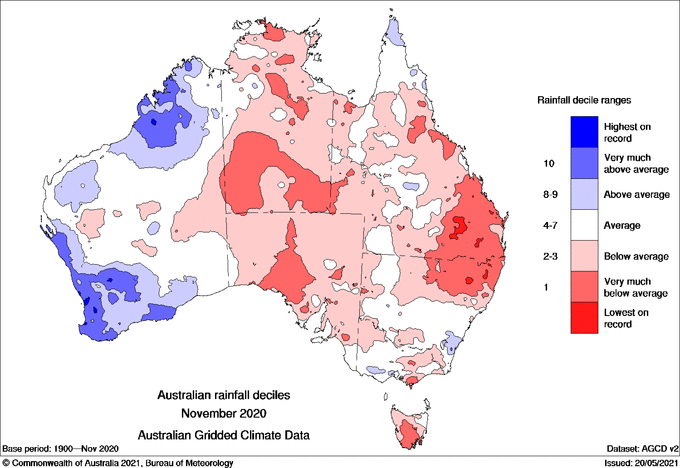 Rainfall decile ranges
Highest on
record
10
Very much
above average
8-9
Above average
4-7
Average
2-3
Below average
1
Very much
below average
Lowest on
record
Australian rainfall deciles
November 2020
Australian Gridded Climate Data
Base period: 1900—Nov 2020
Dataset: AGCD v2
© Commonwealth of Australia 2021, Bureau of Meteorology
Issued: 20/05/2021